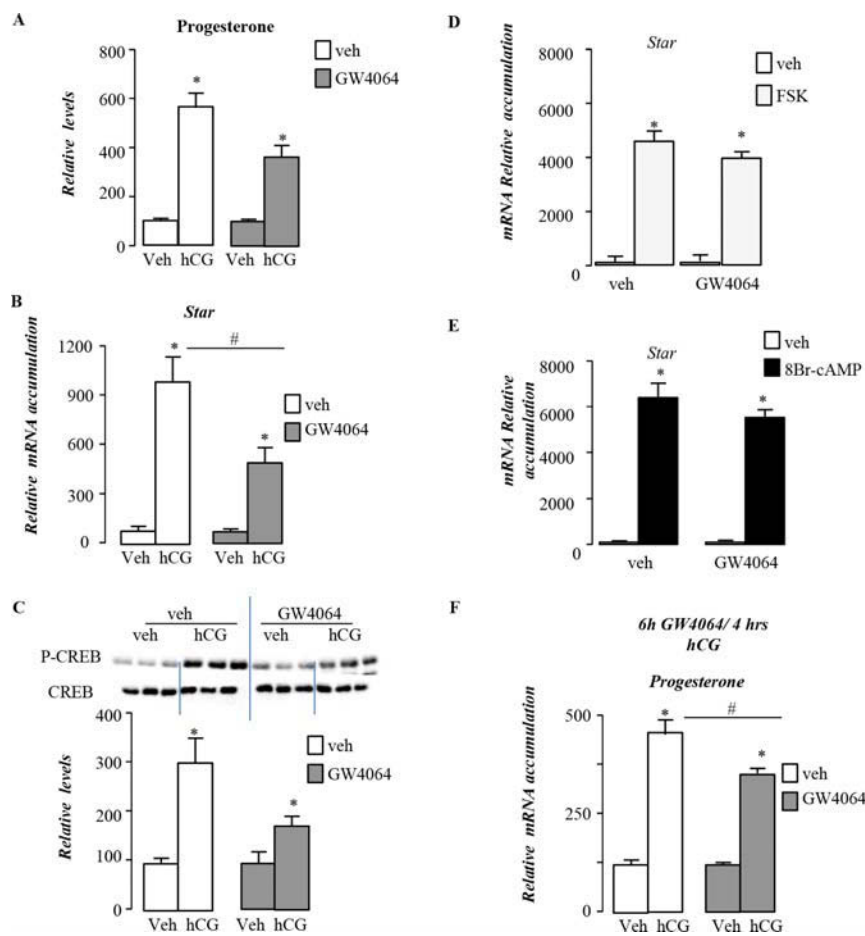 A
Progesterone
Relative levels
800
600
400
200
0
*
*
veh
GW4064
Veh hCG Veh hCG
B
Star
Relative mRNA accumulation
1200
900
600
300
0
*
#
*
veh
GW4064
Veh hCG Veh hCG
C
veh GW4064
veh hCG veh hCG
P-CREB
CREB
Relative levels
400
300
200
100
0
*
*
veh
GW4064
Veh hCG Veh hCG
D
Star
mRNA Relative accumulation
8000
6000
4000
2000
0
*
*
veh
FSK
veh GW4064
E
Star
mRNA Relative
accumulation
8000
6000
4000
2000
0
*
*
veh
8Br-cAMP
veh GW4064
F
6h GW4064/ 4 hrs
hCG
Progesterone
Relative mRNA accumulation
500
250
0
*
#
*
veh
GW4064
Veh hCG Veh hCG